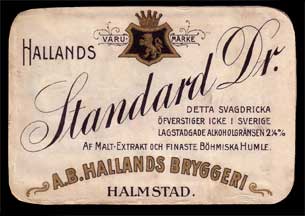 VARU MÄRKE
HALLANDS
Standard Dr.
DETTA SVAGDRICKA
ÖFVERSTIGER ICKE I SVERIGE
LAGSTADGADE ALKOHOLGRÄNSEN 2¼%
AF MALT-EXTRAKT OCH FINASTE BÖHMISKA HUMLE.
A.B. HALLANDS BRYGGERI
HALMSTAD.